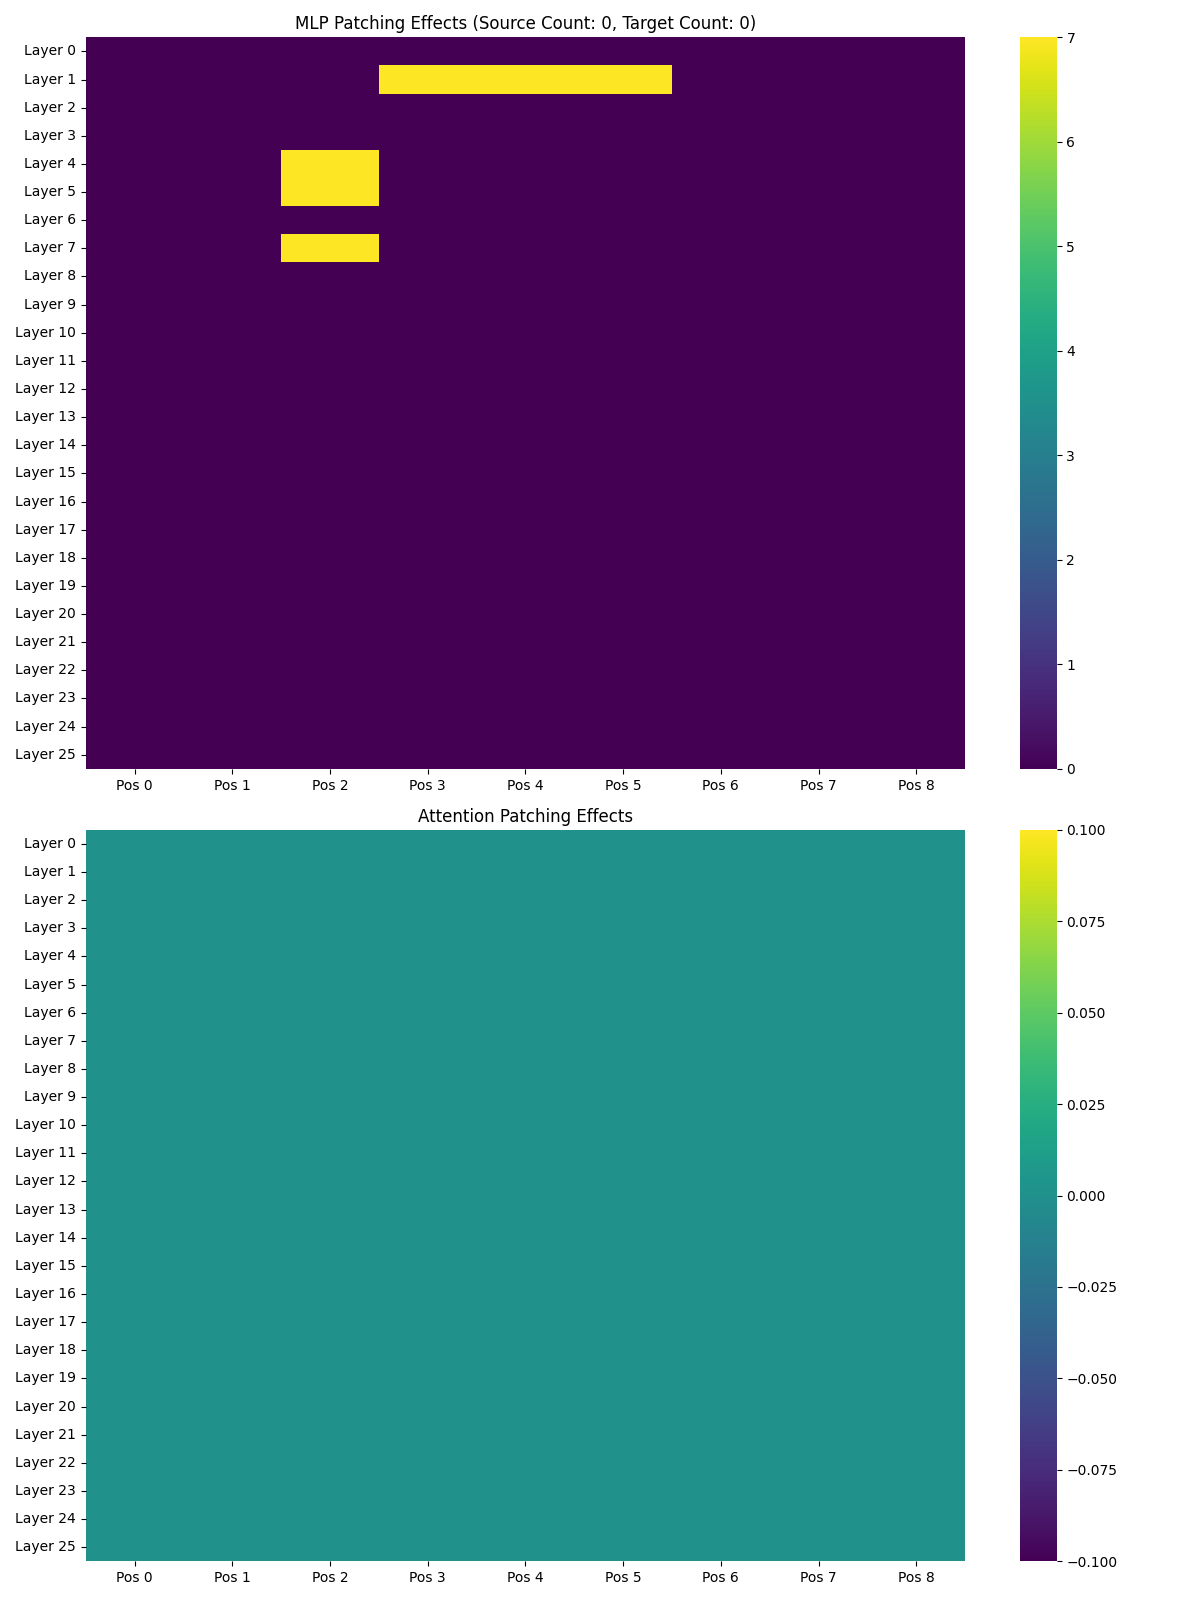 MLP Patching Effects (Source Count: 0, Target Count: 0)
Layer 0
Layer 1
Layer 2
Layer 3
Layer 4
Layer 5
Layer 6
Layer 7
Layer 8
Layer 9
Layer 10
Layer 11
Layer 12
Layer 13
Layer 14
Layer 15
Layer 16
Layer 17
Layer 18
Layer 19
Layer 20
Layer 21
Layer 22
Layer 23
Layer 24
Layer 25
Pos 0 Pos 1 Pos 2 Pos 3 Pos 4 Pos 5 Pos 6 Pos 7 Pos 8
7
6
5
4
3
2
1
0
Attention Patching Effects
Layer 0
Layer 1
Layer 2
Layer 3
Layer 4
Layer 5
Layer 6
Layer 7
Layer 8
Layer 9
Layer 10
Layer 11
Layer 12
Layer 13
Layer 14
Layer 15
Layer 16
Layer 17
Layer 18
Layer 19
Layer 20
Layer 21
Layer 22
Layer 23
Layer 24
Layer 25
Pos 0 Pos 1 Pos 2 Pos 3 Pos 4 Pos 5 Pos 6 Pos 7 Pos 8
0.100
0.075
0.050
0.025
0.000
−0.025
−0.050
−0.075
−0.100